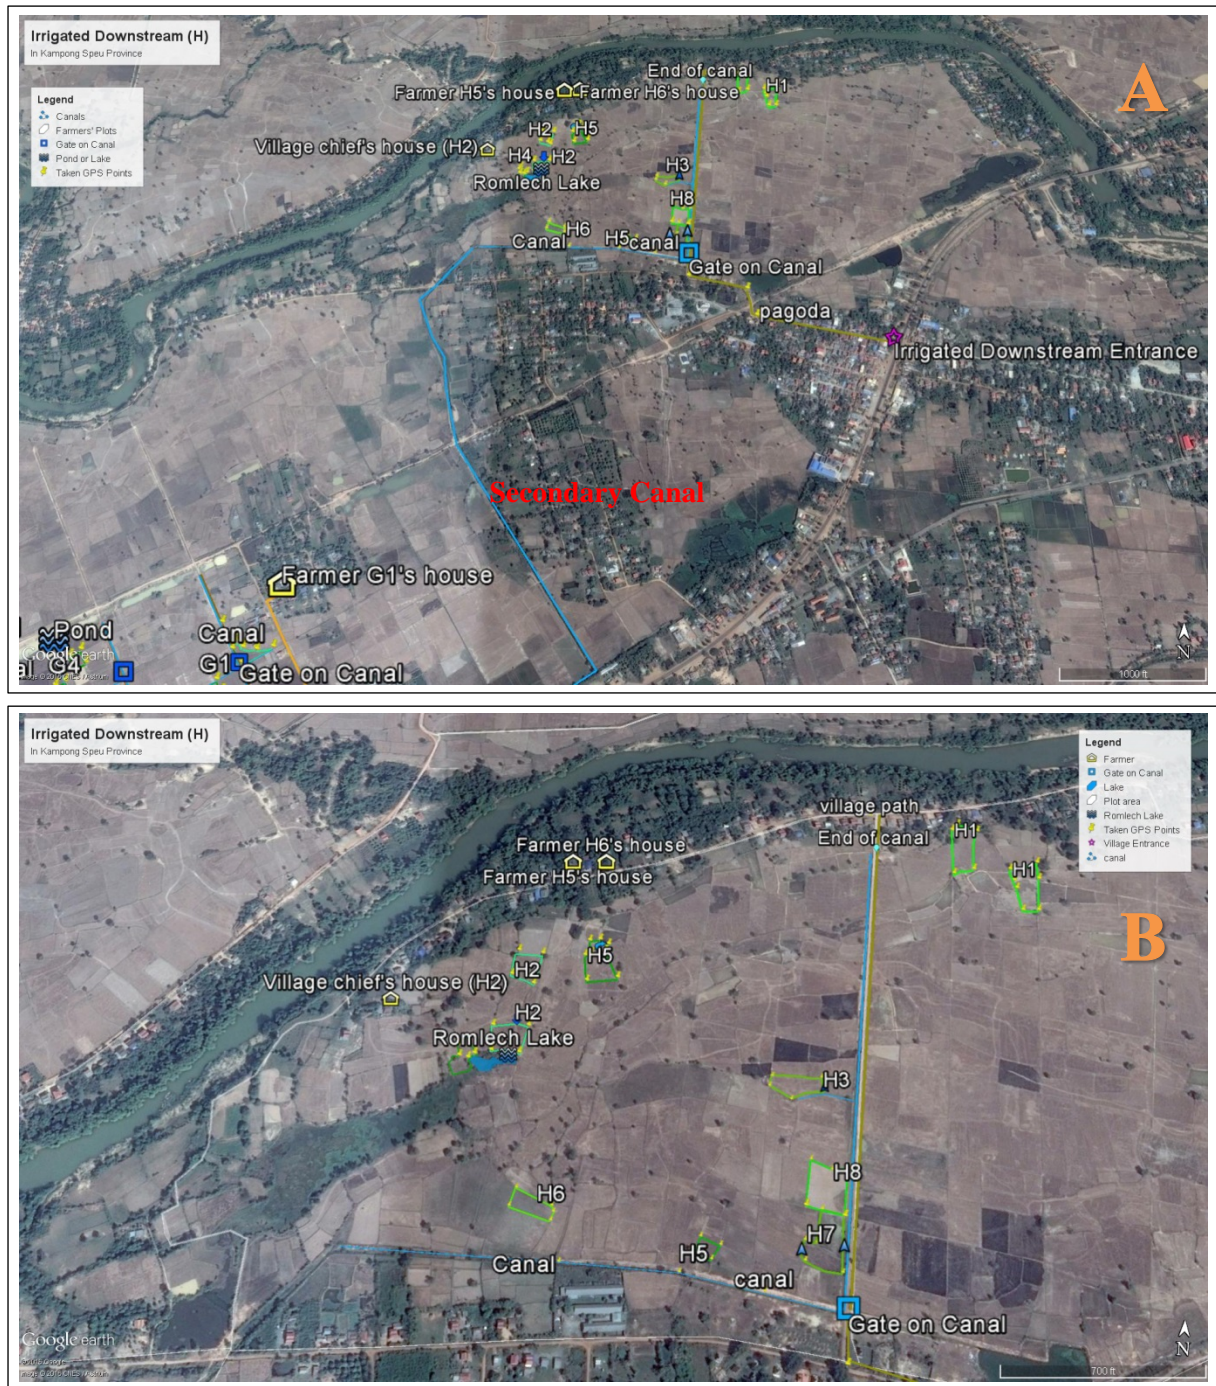 Irrigated Downstream (H)
In Kampong Speu Province
Legend
Canals
Farmers' Plots
Gate on Canal
Pond or Lake
Taken GPS Points
A
End of canal
H1
Farmer H5's house
Farmer H6's house
H2
H5
Village chief's house (H2)
H4
H2
Romlech Lake
H3
H8
H6
Canal
H5
canal
Gate on Canal
pagoda
Irrigated Downstream Entrance
Secondary Canal
Farmer G1's house
Pond
Canal
G4
G1
Gate on Canal
Google earth
N
1000 ft
Irrigated Downstream (H)
In Kampong Speu Province
Legend
Farmer
Gate on Canal
Lake
Plot area
Romlech Lake
Taken GPS Points
Village Entrance
canal
B
village path
End of canal
H1
H1
Farmer H6's house
Farmer H5's house
H5
H2
Village chief's house (H2)
H2
Romlech Lake
H3
H8
H6
H7
H5
Canal
canal
Gate on Canal
Google earth
N
700 ft